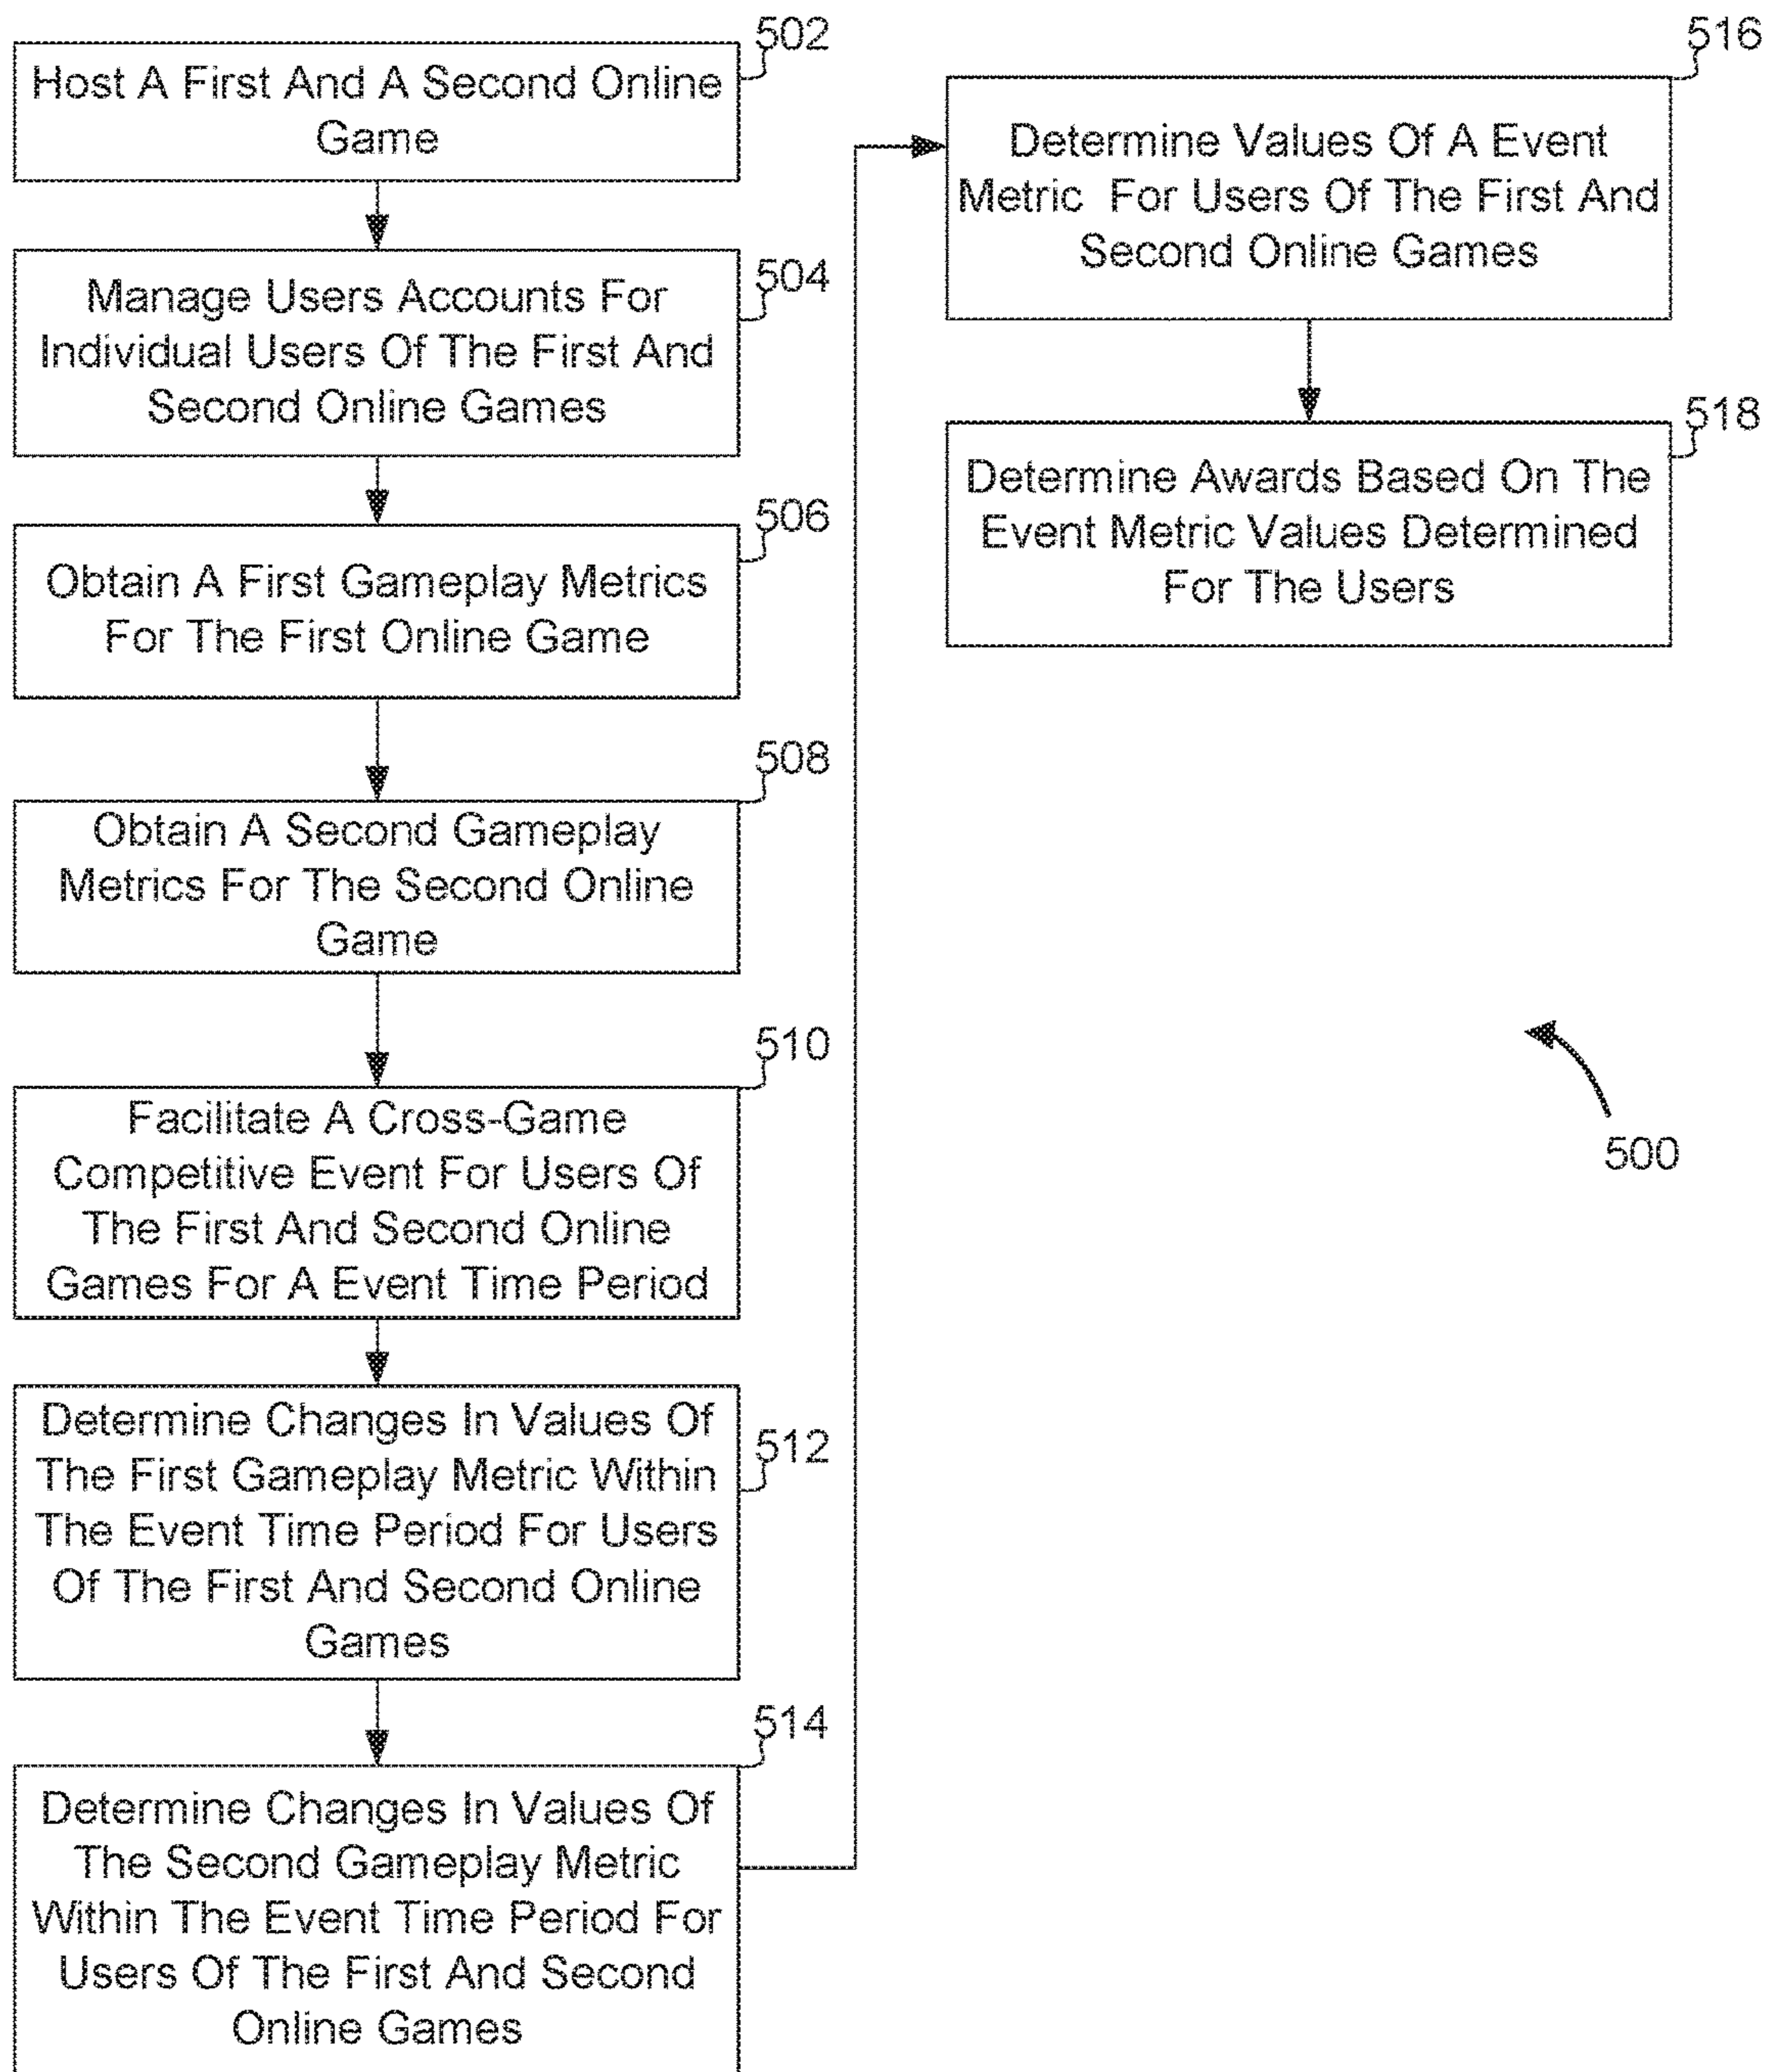 502
Host A First And A Second Online
Game
504
Manage Users Accounts For
Individual Users Of The First And
Second Online Games
506
Obtain A First Gameplay Metrics
For The First Online Game
508
Obtain A Second Gameplay
Metrics For The Second Online
Game
510
Facilitate A Cross-Game
Competitive Event For Users Of
The First And Second Online
Games For A Event Time Period
512
Determine Changes In Values Of
The First Gameplay Metric Within
The Event Time Period For Users
Of The First And Second Online
Games
514
Determine Changes In Values Of
The Second Gameplay Metric
Within The Event Time Period For
Users Of The First And Second
Online Games
516
Determine Values Of A Event
Metric For Users Of The First And
Second Online Games
518
Determine Awards Based On The
Event Metric Values Determined
For The Users
500